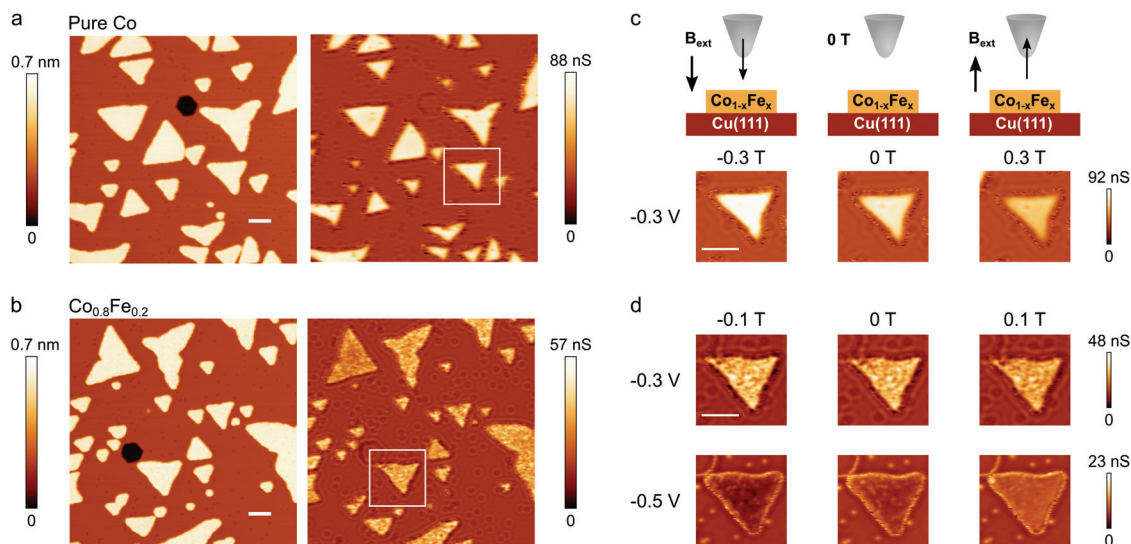 a
Pure Co
0.7 nm
0
88 nS
0
b
Co0.8Fe0.2
0.7 nm
0
57 nS
0
c
Bext
0 T
Bext
Co1-xFex
Co1-xFex
Co1-xFex
Cu(111)
Cu(111)
Cu(111)
-0.3 T
0 T
0.3 T
-0.3 V
92 nS
0
d
-0.1 T
0 T
0.1 T
-0.3 V
48 nS
0
-0.5 V
23 nS
0